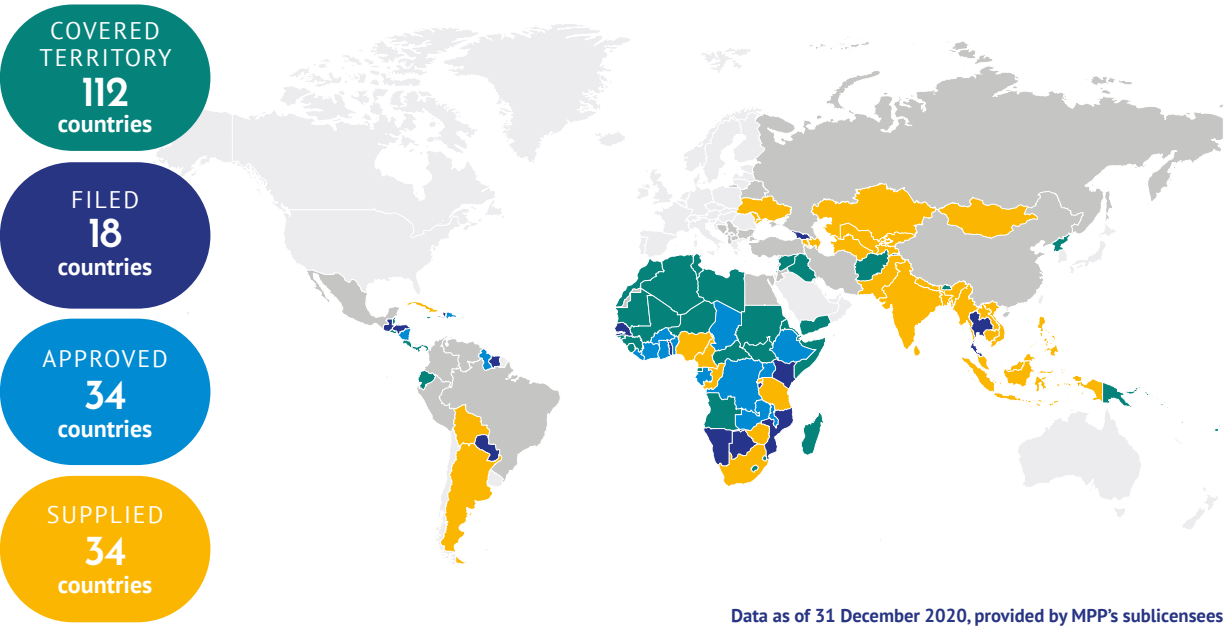 COVERED
TERRITORY
112
countries
FILED
18
countries
APPROVED
34
countries
SUPPLIED
34
countries
Data as of 31 December 2020, provided by MPP's sublicensees